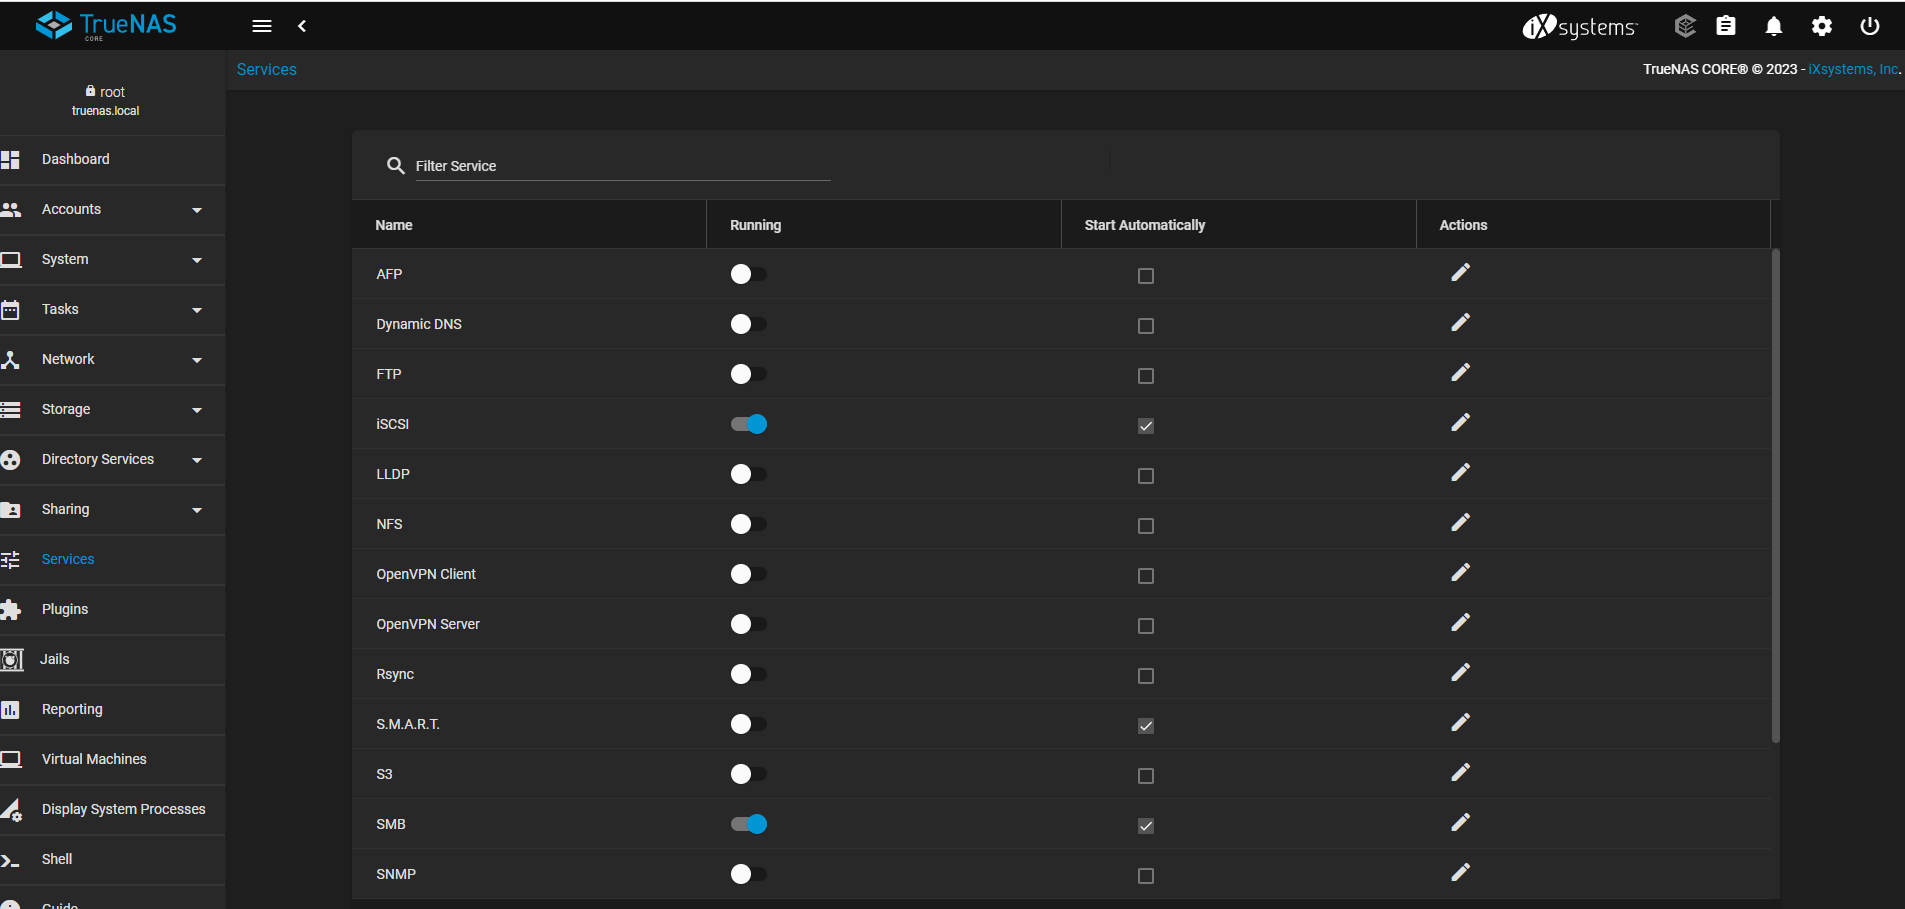 TrueNAS
CORE
iXsystems™
root
truenas.local
Services
TrueNAS CORE® © 2023 - iXsystems, Inc.
Dashboard
Accounts
System
Tasks
Network
Storage
Directory Services
Sharing
Services
Plugins
Jails
Reporting
Virtual Machines
Display System Processes
Shell
Guide
Filter Service
Name Running Start Automatically Actions
AFP
Dynamic DNS
FTP
iSCSI
LLDP
NFS
OpenVPN Client
OpenVPN Server
Rsync
S.M.A.R.T.
S3
SMB
SNMP